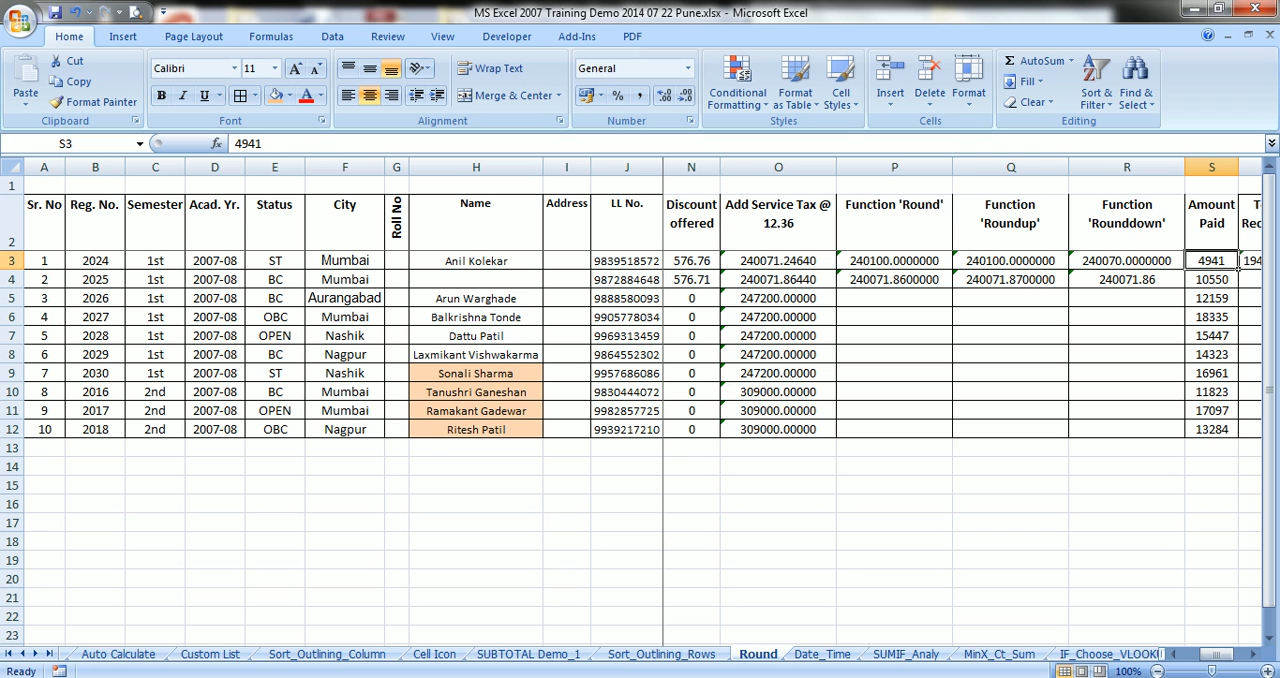 MS Excel 2007 Training Demo 2014 07 22 Pune.xlsx - Microsoft Excel
Home Insert Page Layout Formulas Data Review View Developer Add-Ins PDF
Paste Cut Copy Format Painter Calibri 11 Wrap Text Merge & Center General Conditional Formatting Format as Table Cell Styles Insert Delete Format AutoSum Fill Clear Sort & Filter Find & Select
Clipboard Font Alignment Number Styles Cells Editing
S3 fx 4941
A B C D E F G H I J N O P Q R S
1
2 Sr. No Reg. No. Semester Acad. Yr. Status City Roll No Name Address LL No. Discount offered Add Service Tax @ 12.36 Function 'Round' Function 'Roundup' Function 'Rounddown' Amount Paid
3 1 2024 1st 2007-08 ST Mumbai Anil Kolekar 9839518572 576.76 240071.24640 240100.0000000 240100.0000000 240070.0000000 4941 194
4 2 2025 1st 2007-08 BC Mumbai 9872884648 576.71 240071.86440 240071.8600000 240071.8700000 240071.86 10550
5 3 2026 1st 2007-08 BC Aurangabad Arun Warghade 9888580093 0 247200.00000 12159
6 4 2027 1st 2007-08 OBC Mumbai Balkrishna Tonde 9905778034 0 247200.00000 18335
7 5 2028 1st 2007-08 OPEN Nashik Dattu Patil 9969313459 0 247200.00000 15447
8 6 2029 1st 2007-08 BC Nagpur Laxmikant Vishwakarma 9864552302 0 247200.00000 14323
9 7 2030 1st 2007-08 ST Nashik Sonali Sharma 9957686086 0 247200.00000 16961
10 8 2016 2nd 2007-08 BC Mumbai Tanushri Ganeshan 9830444072 0 309000.00000 11823
11 9 2017 2nd 2007-08 OPEN Mumbai Ramakant Gadewar 9982857725 0 309000.00000 17097
12 10 2018 2nd 2007-08 OBC Nagpur Ritesh Patil 9939217210 0 309000.00000 13284
13
14
15
16
17
18
19
20
21
22
23
Auto Calculate Custom List Sort_Outlining_Column Cell Icon SUBTOTAL Demo_1 Sort_Outlining_Rows Round Date_Time SUMIF_Analy MinX_Ct_Sum IF_Choose_VLOOKU
Ready 100%